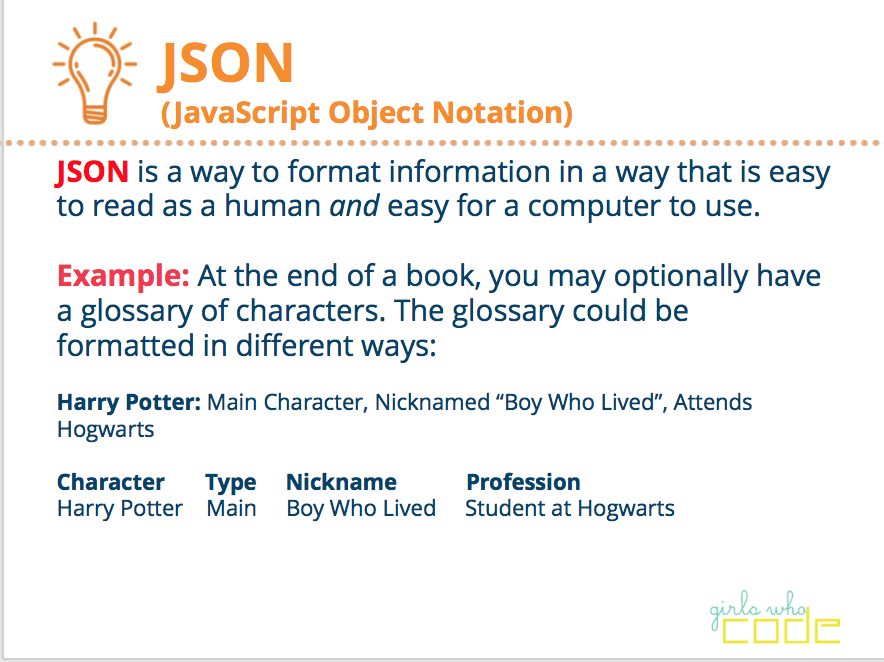 JSON
(JavaScript Object Notation)
JSON is a way to format information in a way that is easy
to read as a human and easy for a computer to use.
Example: At the end of a book, you may optionally have
a glossary of characters. The glossary could be
formatted in different ways:
Harry Potter: Main Character, Nicknamed “Boy Who Lived”, Attends
Hogwarts
Character Type Nickname Profession
Harry Potter Main Boy Who Lived Student at Hogwarts
girls who
code